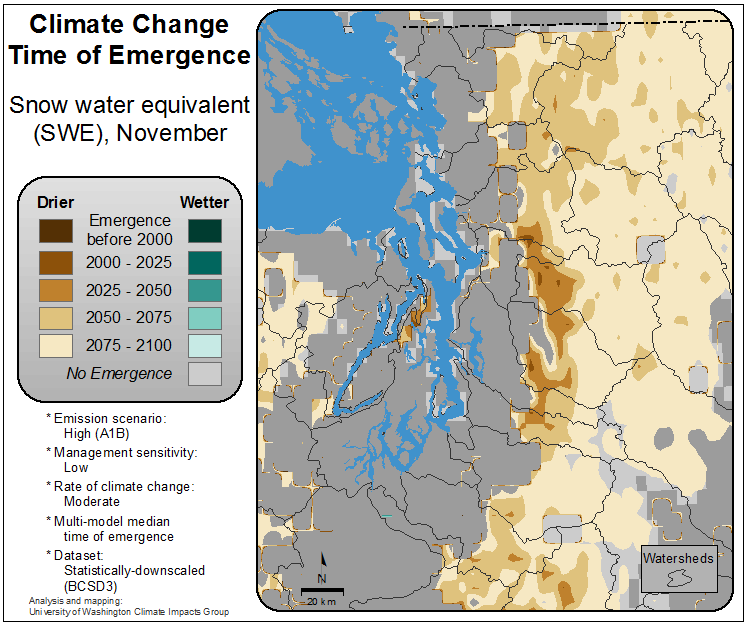 Climate Change
Time of Emergence
Snow water equivalent
(SWE), November
Drier Wetter
Emergence
before 2000
2000 - 2025
2025 - 2050
2050 - 2075
2075 - 2100
No Emergence
* Emission scenario:
High (A1B)
* Management sensitivity:
Low
* Rate of climate change:
Moderate
* Multi-model median
time of emergence
* Dataset:
Statistically-downscaled
(BCSD3)
Analysis and mapping:
University of Washington Climate Impacts Group
N
20 km
Watersheds